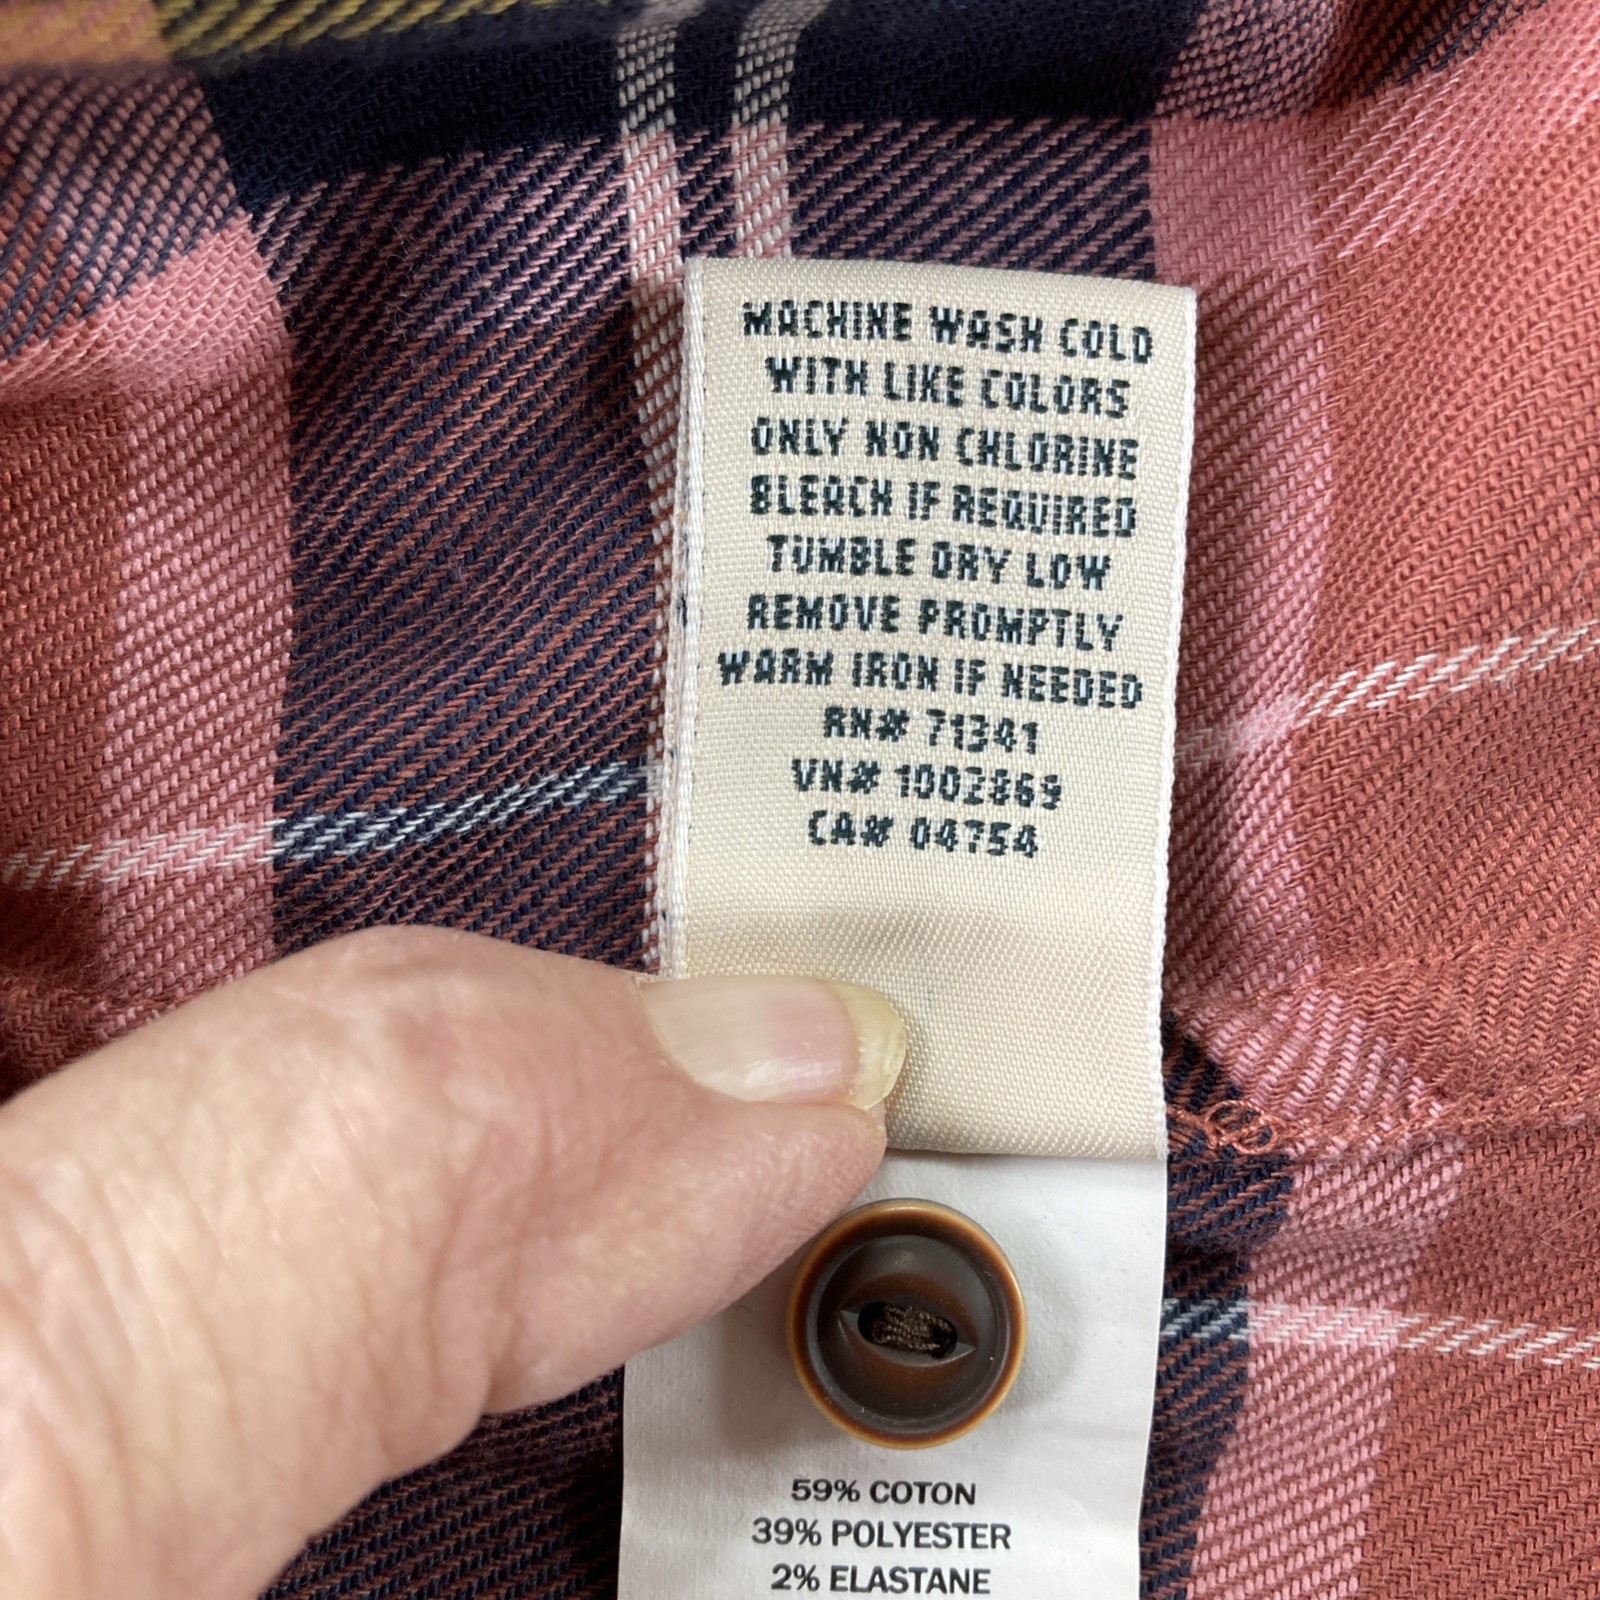 MACHINE WASH COLD
WITH LIKE COLORS
ONLY NON CHLORINE
BLEACH IF REQUIRED
TUMBLE DRY LOW
REMOVE PROMPTLY
WARM IRON IF NEEDED
RN# 71341
VN# 1002869
CA# 04754
59% COTON
39% POLYESTER
2% ELASTANE